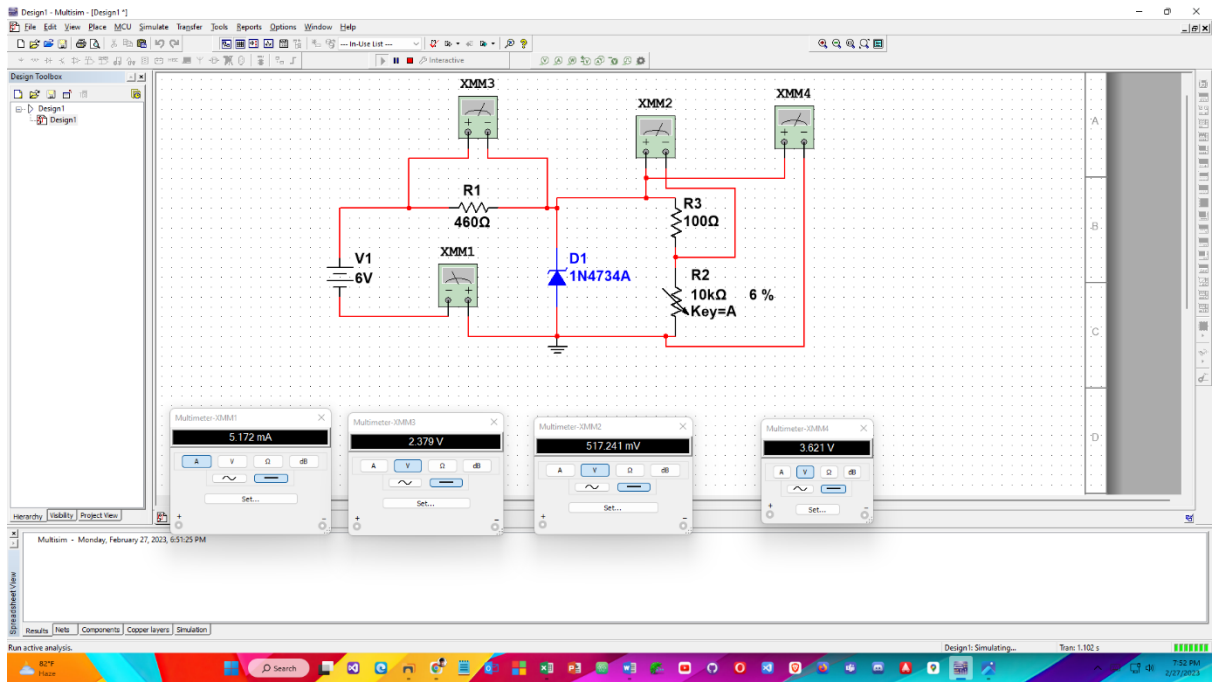 Design1 - Multisim - [Design1 *]
File Edit View Place MCU Simulate Transfer Tools Reports Options Window Help
--- In-Use List ---
Interactive
Design Toolbox
Design1
Design1
XMM3
XMM2
XMM4
A
R1
460Ω
R3
100Ω
B
V1
6V
XMM1
D1
1N4734A
R2
10kΩ 6 %
Key=A
C
D
Multimeter-XMM1
5.172 mA
A V Ω dB
Set...
+ -
Multimeter-XMM3
2.379 V
A V Ω dB
Set...
+ -
Multimeter-XMM2
517.241 mV
A V Ω dB
Set...
+ -
Multimeter-XMM4
3.621 V
A V Ω dB
Set...
+ -
Hierarchy Visibility Project View
Multisim - Monday, February 27, 2023, 6:51:25 PM
Spreadsheet View
Results Nets Components Copper layers Simulation
Run active analysis.
Design1: Simulating...
Tran: 1.102 s
82°F
Haze
Search
7:52 PM
2/27/2023